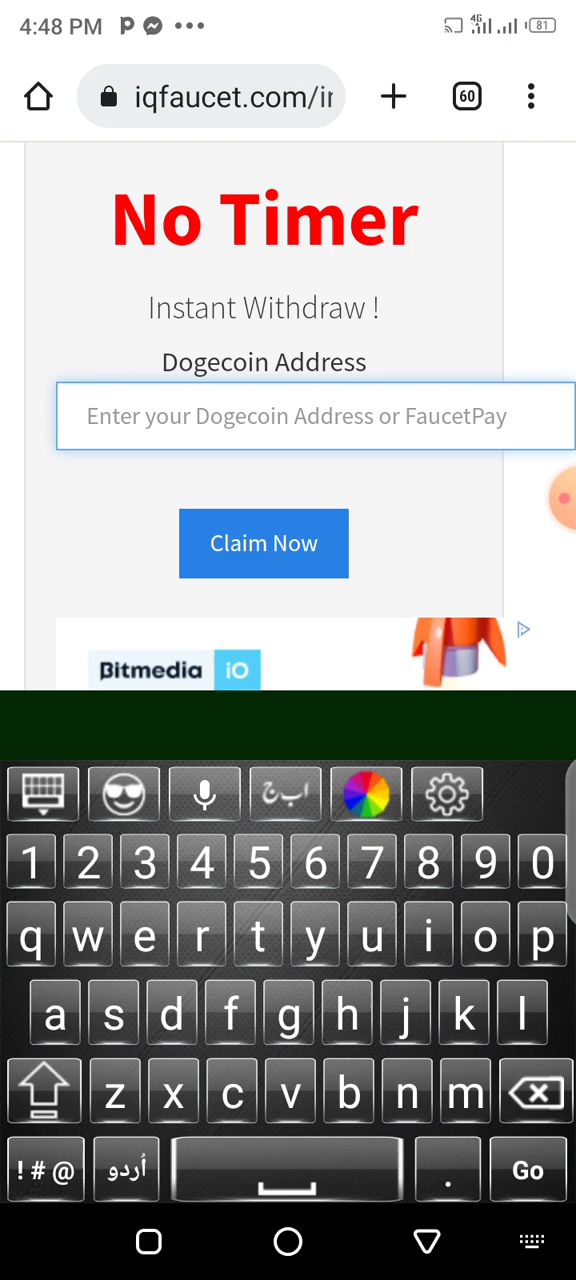 4:48 PM
4G
81
iqfaucet.com/ir
60
No Timer
Instant Withdraw !
Dogecoin Address
Enter your Dogecoin Address or FaucetPay
Claim Now
Bitmedia iO
ا ب ج
1 2 3 4 5 6 7 8 9 0
q w e r t y u i o p
a s d f g h j k l
z x c v b n m
! # @ اُردو . Go